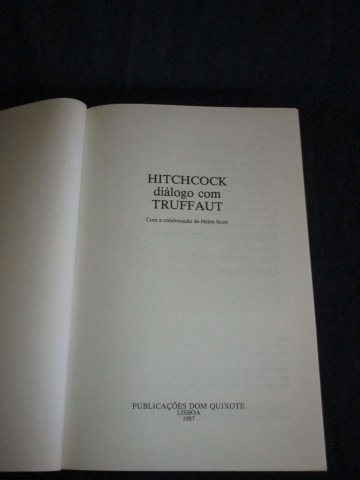 HITCHCOCK
diálogo com
TRUFFAUT
Com a colaboração de Helen Scott
PUBLICAÇÕES DOM QUIXOTE
LISBOA
1987